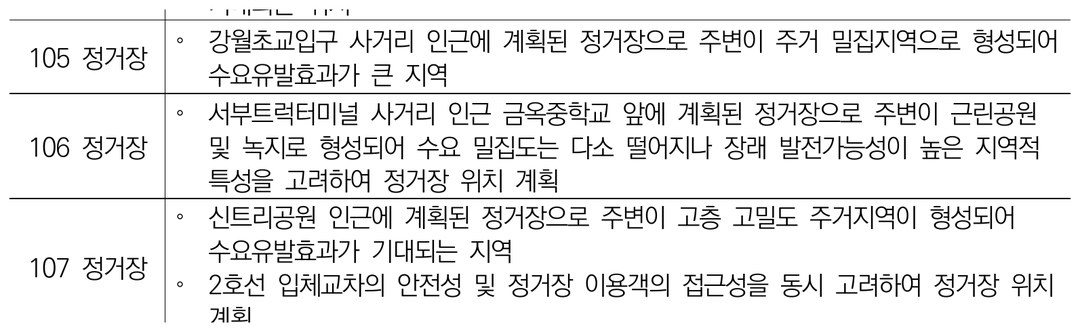 105 정거장
◦ 강월초교입구 사거리 인근에 계획된 정거장으로 주변이 주거 밀집지역으로 형성되어
수요유발효과가 큰 지역
106 정거장
◦ 서부트럭터미널 사거리 인근 금옥중학교 앞에 계획된 정거장으로 주변이 근린공원
및 녹지로 형성되어 수요 밀집도는 다소 떨어지나 장래 발전가능성이 높은 지역적
특성을 고려하여 정거장 위치 계획
107 정거장
◦ 신트리공원 인근에 계획된 정거장으로 주변이 고층 고밀도 주거지역이 형성되어
수요유발효과가 기대되는 지역
◦ 2호선 입체교차의 안전성 및 정거장 이용객의 접근성을 동시 고려하여 정거장 위치
계획